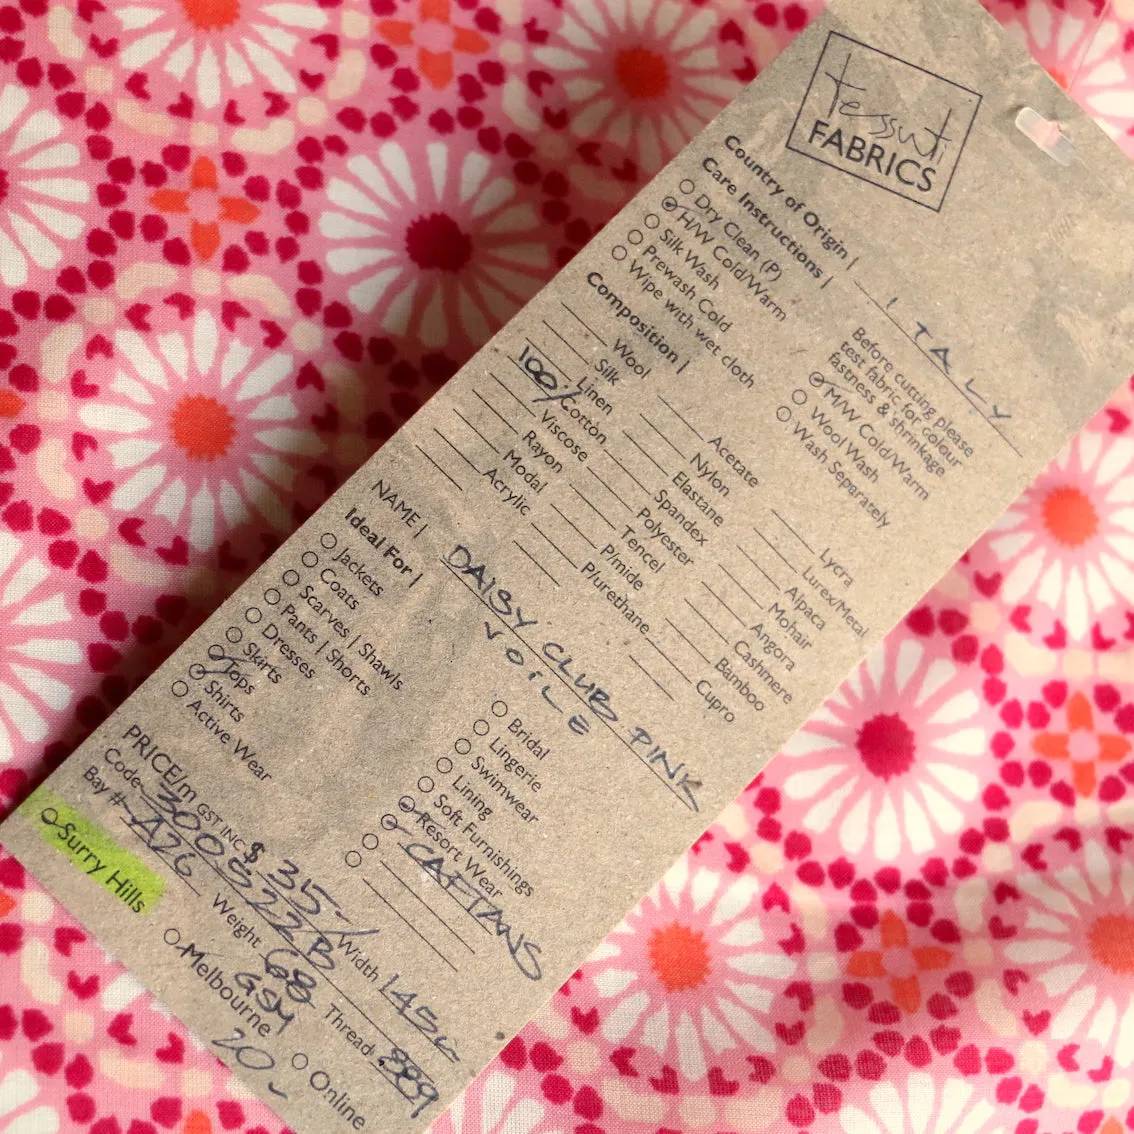 tessuti
FABRICS
Country of Origin | ITALY
Care Instructions |
Dry Clean (P)
H/W Cold/Warm
Silk Wash
Prewash Cold
Wipe with wet cloth
Before cutting please
test fabric for colour
fastness & shrinkage
M/W Cold/Warm
Wool Wash
Wash Separately
Composition |
Wool
Silk
Linen
100% Cotton
Viscose
Rayon
Modal
Acrylic
Acetate
Nylon
Elastane
Spandex
Polyester
Tencel
P/mide
P/urethane
Lycra
Lurex/Metal
Alpaca
Mohair
Angora
Cashmere
Bamboo
Cupro
NAME | DAISY CLUB PINK
VOILE
Ideal For |
Jackets
Coats
Scarves | Shawls
Pants | Shorts
Dresses
Skirts
Tops
Shirts
Active Wear
Bridal
Lingerie
Swimwear
Lining
Soft Furnishings
Resort Wear
CAFTANS
PRICE/m GST INC $ 35- Width 145c
Code 300822B
Bay # A26 Weight 68 GSM Thread 889
Surry Hills Melbourne Online
20-